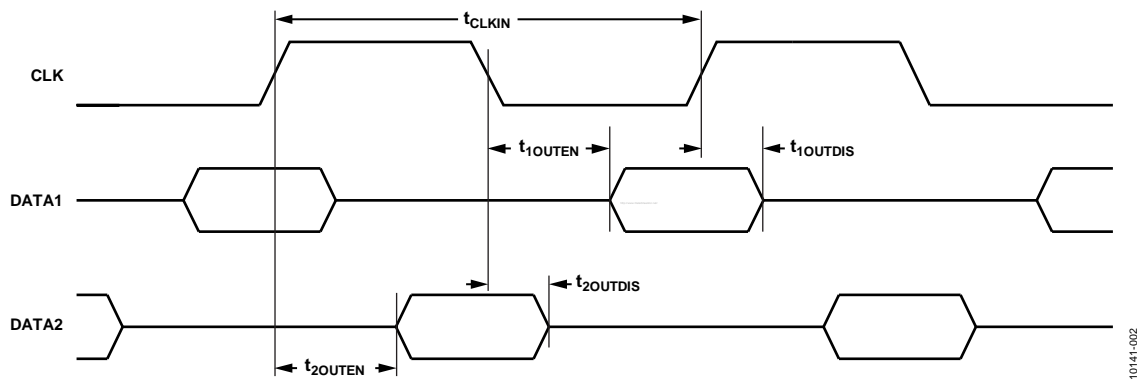 tCLKIN
CLK
t1OUTEN
t1OUTDIS
DATA1
t2OUTDIS
DATA2
t2OUTEN
10141-002